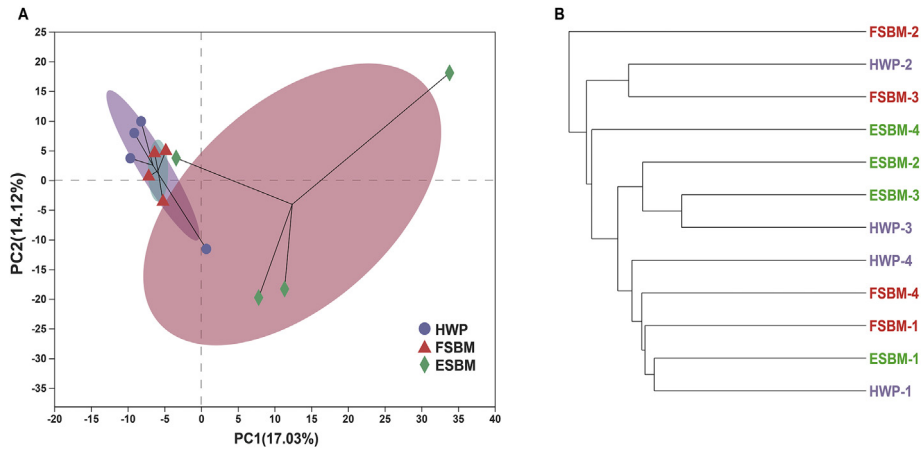 A
B
25
20
15
10
5
0
-5
-10
-15
-20
-25
-30
-35
PC2(14.12%)
-20 -15 -10 -5 0 5 10 15 20 25 30 35 40
PC1(17.03%)
HWP
FSBM
ESBM
FSBM-2
HWP-2
FSBM-3
ESBM-4
ESBM-2
ESBM-3
HWP-3
HWP-4
FSBM-4
FSBM-1
ESBM-1
HWP-1